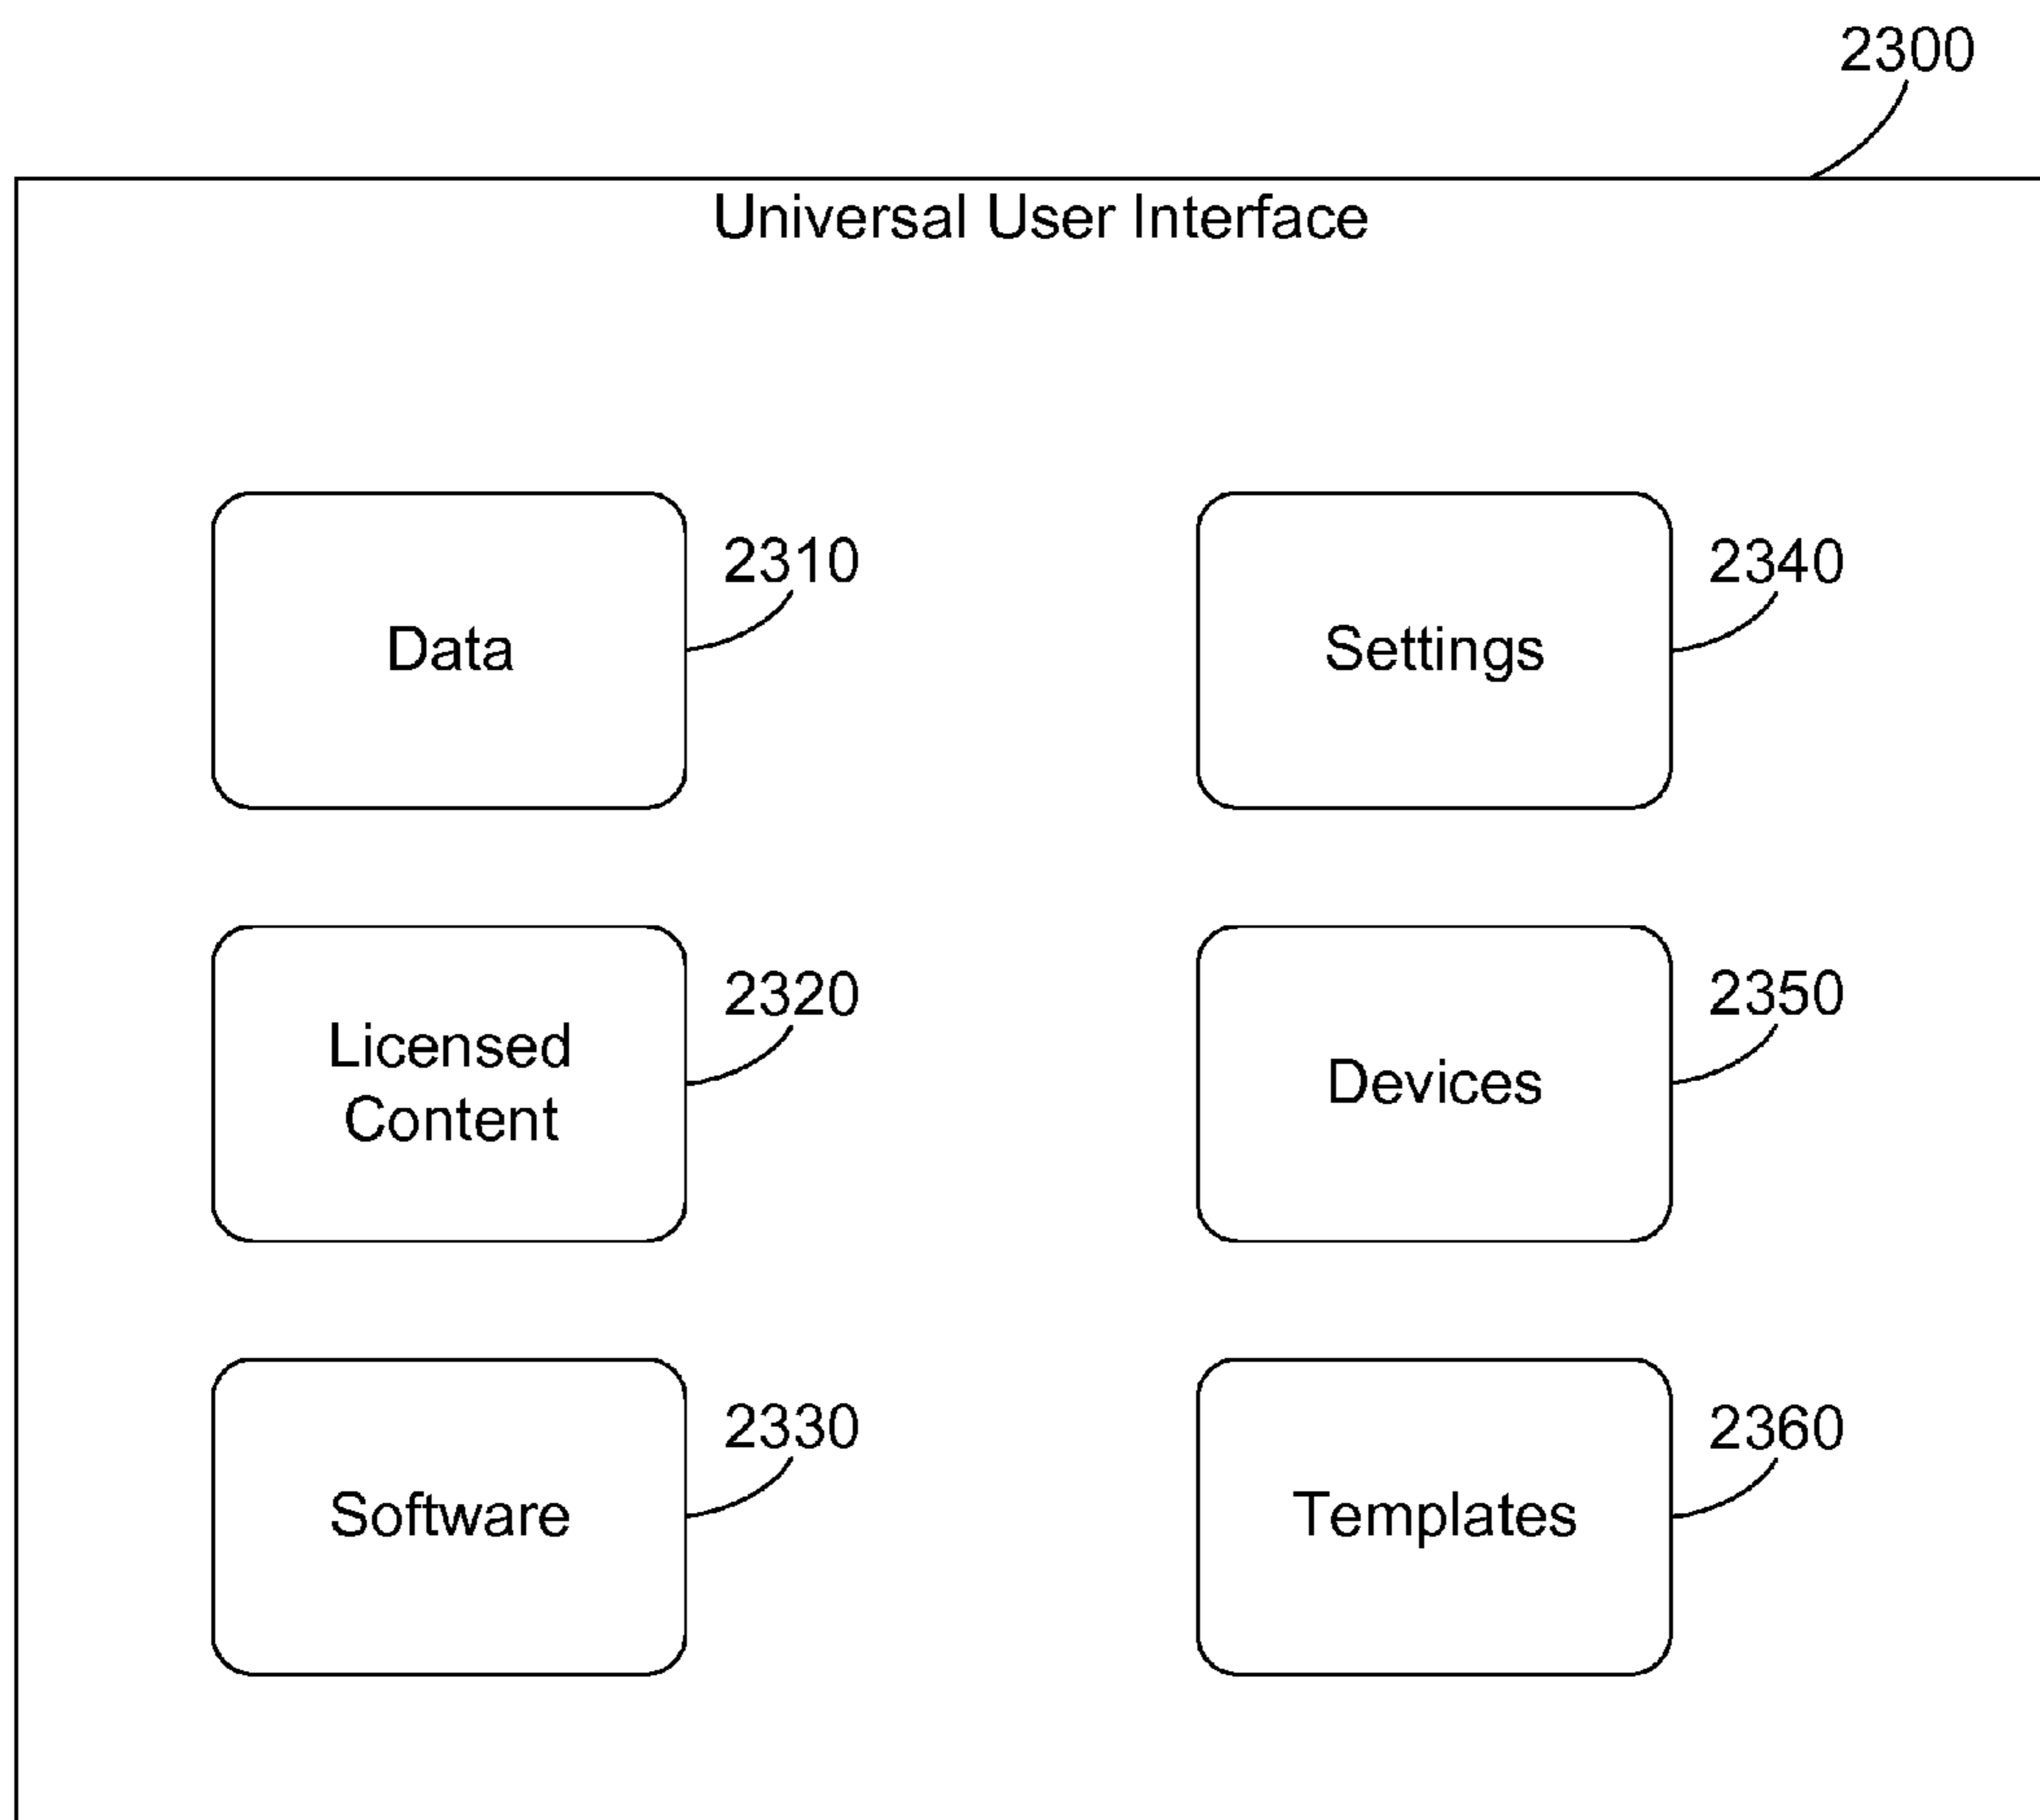 2300
Universal User Interface
Data
2310
Settings
2340
Licensed
Content
2320
Devices
2350
Software
2330
Templates
2360